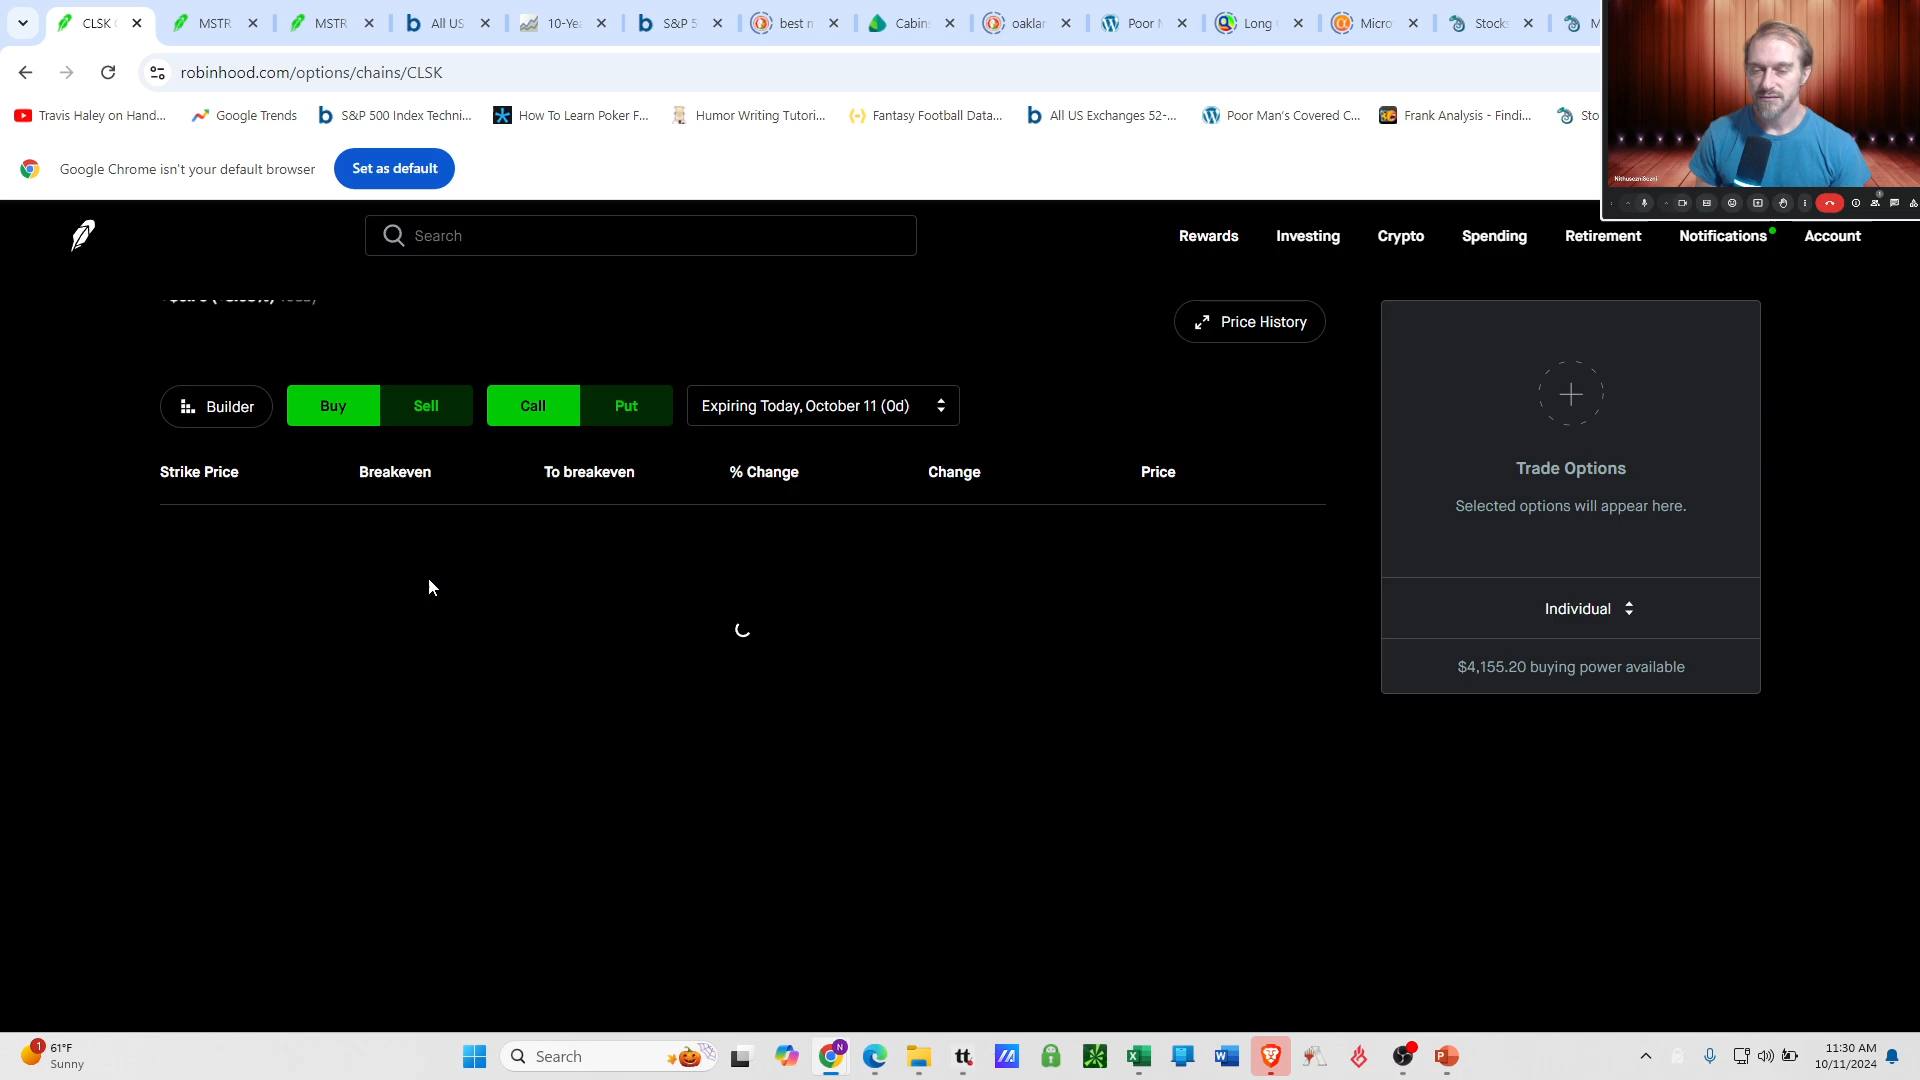 CLSK
MSTR
MSTR
All US
10-Ye
S&P 5
best m
Cabin
oaklan
Poor
Long
Micro
Stock
robinhood.com/options/chains/CLSK
Travis Haley on Hand...
Google Trends
S&P 500 Index Techni...
How To Learn Poker F...
Humor Writing Tutori...
Fantasy Football Data...
All US Exchanges 52-...
Poor Man's Covered C...
Frank Analysis - Findi...
Sto
Google Chrome isn't your default browser
Set as default
Search
Rewards
Investing
Crypto
Spending
Retirement
Notifications
Account
Price History
Builder
Buy
Sell
Call
Put
Expiring Today, October 11 (0d)
Strike Price
Breakeven
To breakeven
% Change
Change
Price
Trade Options
Selected options will appear here.
Individual
$4,155.20 buying power available
1
61°F
Sunny
Search
N
tt
11:30 AM
10/11/2024